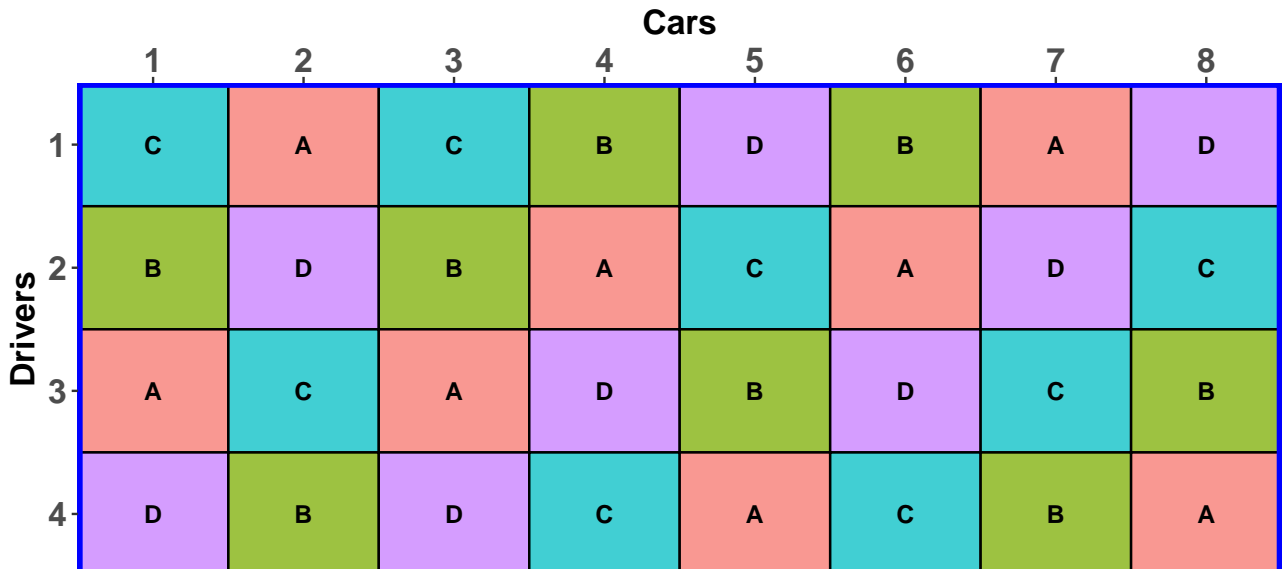 Cars
1 2 3 4 5 6 7 8
Drivers
1 C A C B D B A D
2 B D B A C A D C
3 A C A D B D C B
4 D B D C A C B A